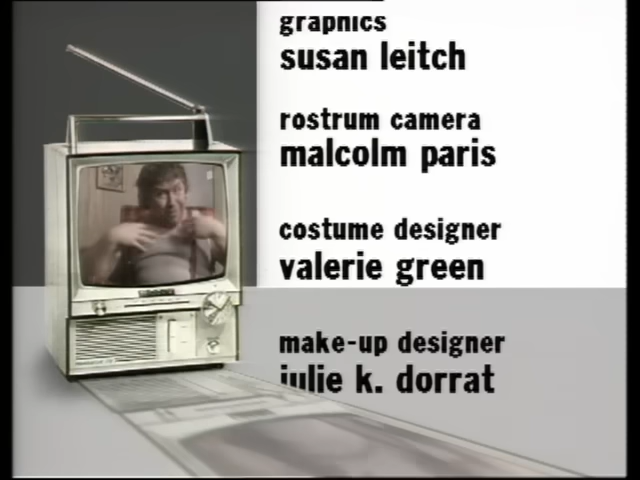 graphics
susan leitch
rostrum camera
malcolm paris
costume designer
valerie green
make-up designer
julie k. dorrat